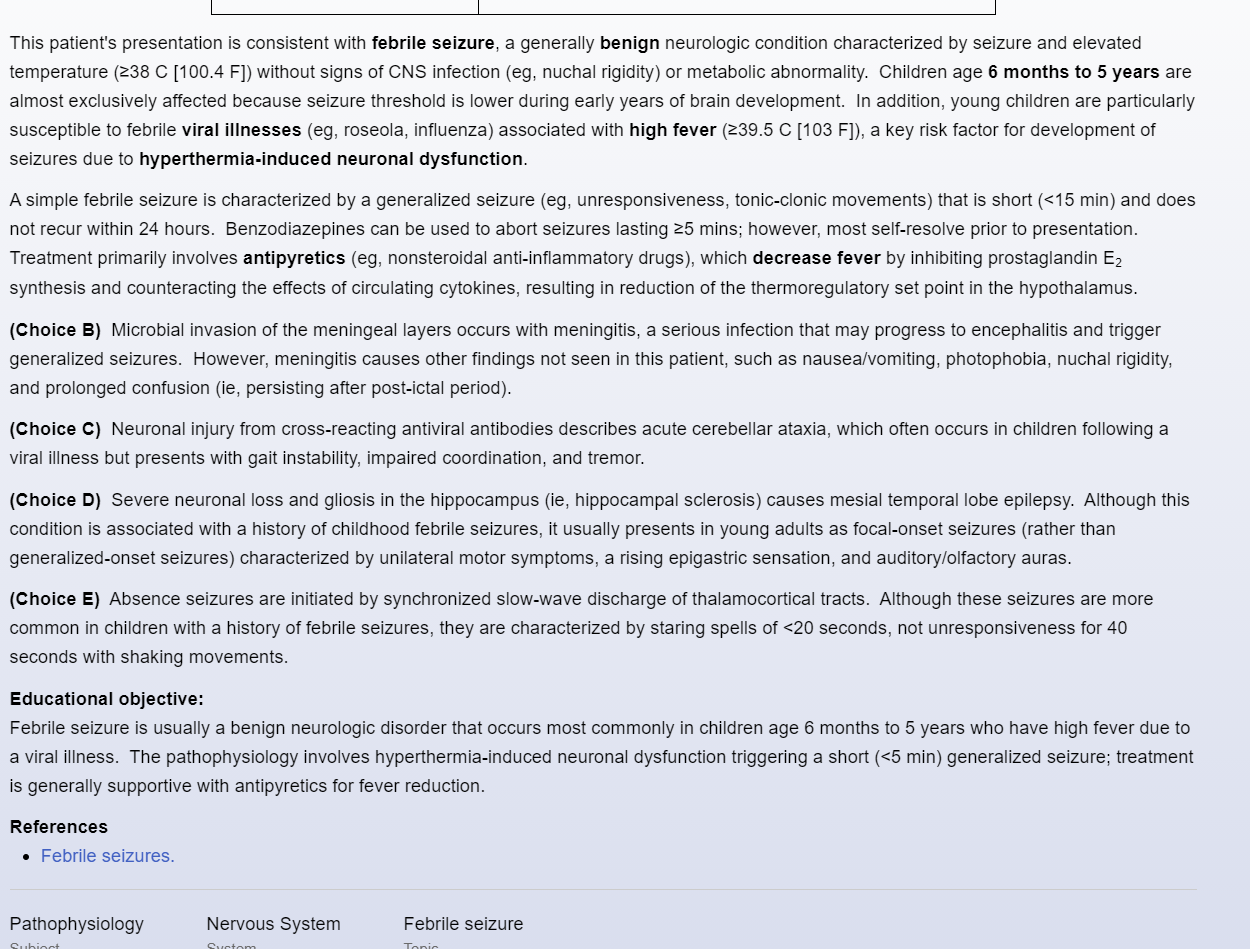 This patient's presentation is consistent with febrile seizure, a generally benign neurologic condition characterized by seizure and elevated
temperature (≥38 C [100.4 F]) without signs of CNS infection (eg, nuchal rigidity) or metabolic abnormality.  Children age 6 months to 5 years are
almost exclusively affected because seizure threshold is lower during early years of brain development.  In addition, young children are particularly
susceptible to febrile viral illnesses (eg, roseola, influenza) associated with high fever (≥39.5 C [103 F]), a key risk factor for development of
seizures due to hyperthermia-induced neuronal dysfunction.
A simple febrile seizure is characterized by a generalized seizure (eg, unresponsiveness, tonic-clonic movements) that is short (<15 min) and does
not recur within 24 hours.  Benzodiazepines can be used to abort seizures lasting ≥5 mins; however, most self-resolve prior to presentation.
Treatment primarily involves antipyretics (eg, nonsteroidal anti-inflammatory drugs), which decrease fever by inhibiting prostaglandin E₂
synthesis and counteracting the effects of circulating cytokines, resulting in reduction of the thermoregulatory set point in the hypothalamus.
(Choice B)  Microbial invasion of the meningeal layers occurs with meningitis, a serious infection that may progress to encephalitis and trigger
generalized seizures.  However, meningitis causes other findings not seen in this patient, such as nausea/vomiting, photophobia, nuchal rigidity,
and prolonged confusion (ie, persisting after post-ictal period).
(Choice C)  Neuronal injury from cross-reacting antiviral antibodies describes acute cerebellar ataxia, which often occurs in children following a
viral illness but presents with gait instability, impaired coordination, and tremor.
(Choice D)  Severe neuronal loss and gliosis in the hippocampus (ie, hippocampal sclerosis) causes mesial temporal lobe epilepsy.  Although this
condition is associated with a history of childhood febrile seizures, it usually presents in young adults as focal-onset seizures (rather than
generalized-onset seizures) characterized by unilateral motor symptoms, a rising epigastric sensation, and auditory/olfactory auras.
(Choice E)  Absence seizures are initiated by synchronized slow-wave discharge of thalamocortical tracts.  Although these seizures are more
common in children with a history of febrile seizures, they are characterized by staring spells of <20 seconds, not unresponsiveness for 40
seconds with shaking movements.
Educational objective:
Febrile seizure is usually a benign neurologic disorder that occurs most commonly in children age 6 months to 5 years who have high fever due to
a viral illness.  The pathophysiology involves hyperthermia-induced neuronal dysfunction triggering a short (<5 min) generalized seizure; treatment
is generally supportive with antipyretics for fever reduction.
References
• Febrile seizures.
Pathophysiology Nervous System Febrile seizure
Subject System Topic